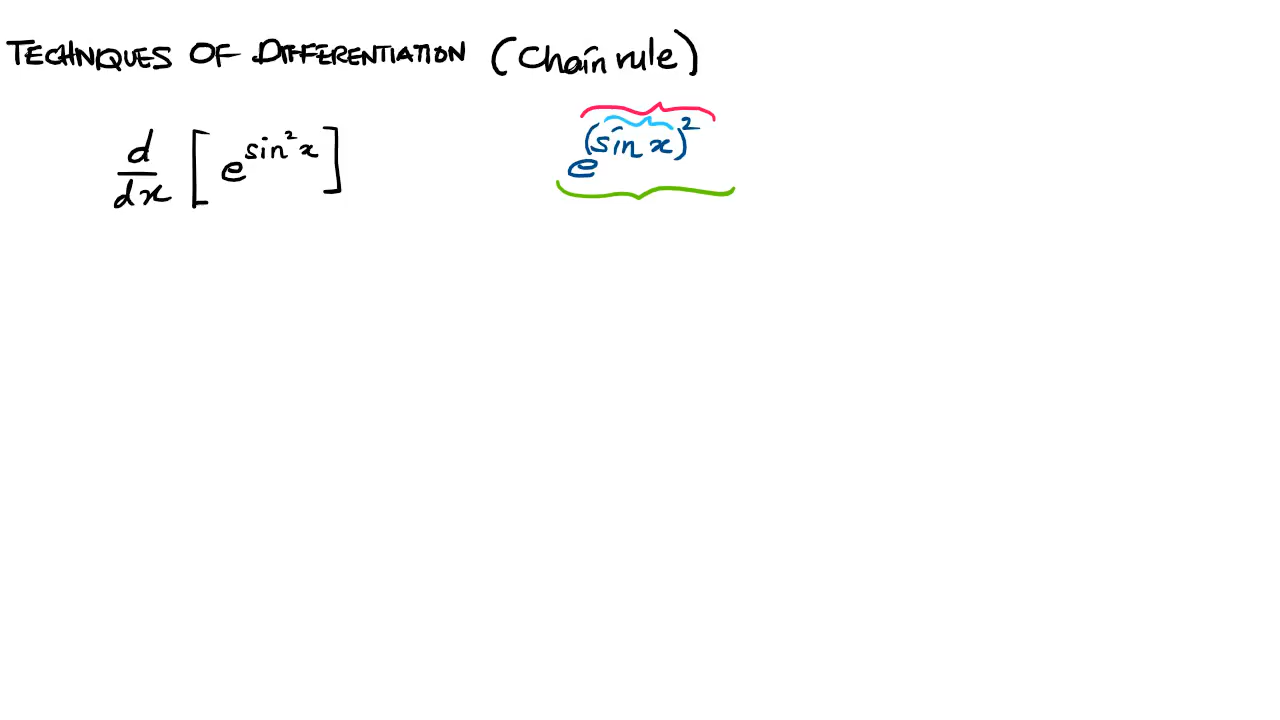 TECHNIQUES OF DIFFERENTIATION (Chain rule)
d/dx [e^{sin²x}]
e^{(sin x)²}